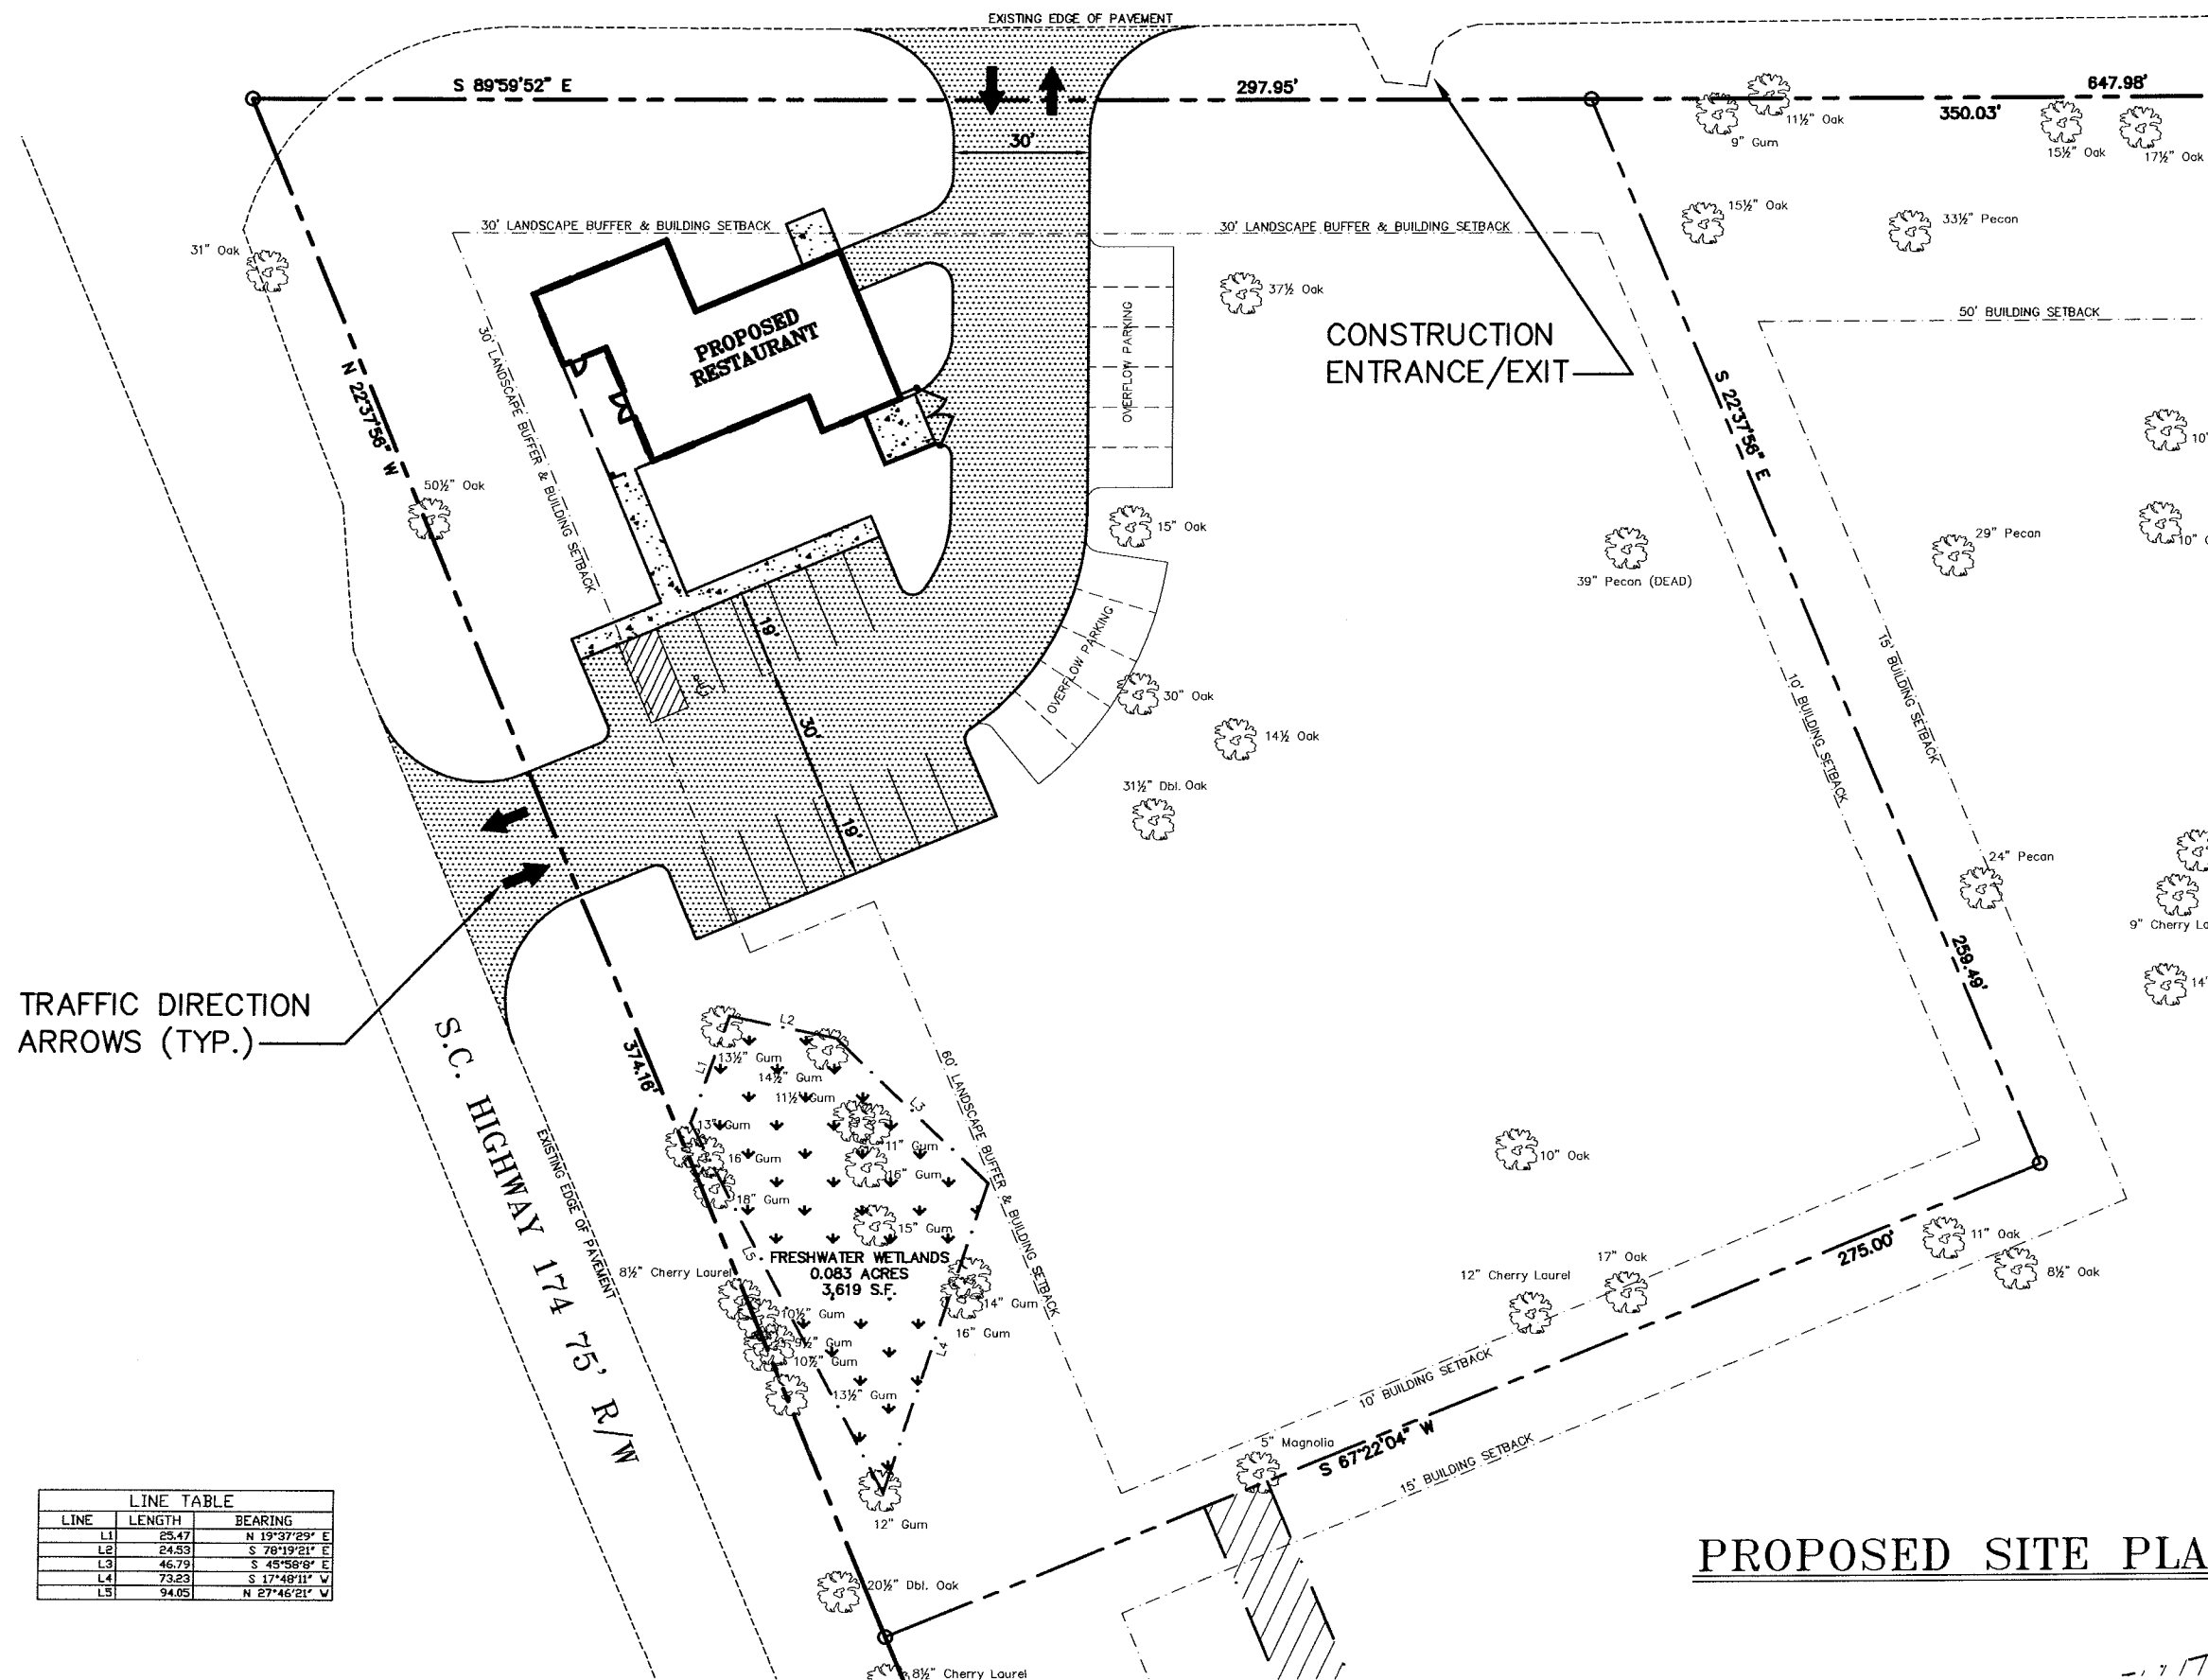 EXISTING EDGE OF PAVEMENT
S 89°59'52" E
297.95'
647.98'
350.03'
11½" Oak
9" Gum
15½" Oak
17½" Oak
30'
31" Oak
30' LANDSCAPE BUFFER & BUILDING SETBACK
30' LANDSCAPE BUFFER & BUILDING SETBACK
15½" Oak
33½" Pecan
37½ Oak
50' BUILDING SETBACK
PROPOSED
RESTAURANT
OVERFLOW PARKING
CONSTRUCTION
ENTRANCE/EXIT
30' LANDSCAPE BUFFER & BUILDING SETBACK
N 22°37'56" W
S 22°37'56" E
50½" Oak
15" Oak
39" Pecan (DEAD)
29" Pecan
19'
OVERFLOW PARKING
30" Oak
14½ Oak
30'
31½" Dbl. Oak
19'
10' BUILDING SETBACK
15' BUILDING SETBACK
24" Pecan
259.49'
TRAFFIC DIRECTION
ARROWS (TYP.)
374.16'
S.C. HIGHWAY 174 75' R/W
EXISTING EDGE OF PAVEMENT
L1
L2
L3
13½" Gum
14½" Gum
11½" Gum
13" Gum
11" Gum
16" Gum
16" Gum
18" Gum
15" Gum
60' LANDSCAPE BUFFER & BUILDING SETBACK
L5
FRESHWATER WETLANDS
0.083 ACRES
3,619 S.F.
8½" Cherry Laurel
10½" Gum
14" Gum
16" Gum
9½" Gum
10½" Gum
L4
13½" Gum
12" Gum
20½" Dbl. Oak
8½" Cherry Laurel
10" Oak
17" Oak
12" Cherry Laurel
275.00'
11" Oak
8½" Oak
10' BUILDING SETBACK
5" Magnolia
S 67°22'04" W
15' BUILDING SETBACK
LINE TABLE
LINE LENGTH BEARING
L1 25.47 N 19°37'29" E
L2 24.53 S 78°19'21" E
L3 46.79 S 45°58'8" E
L4 73.23 S 17°48'11" W
L5 94.05 N 27°46'21" W
PROPOSED SITE PLA